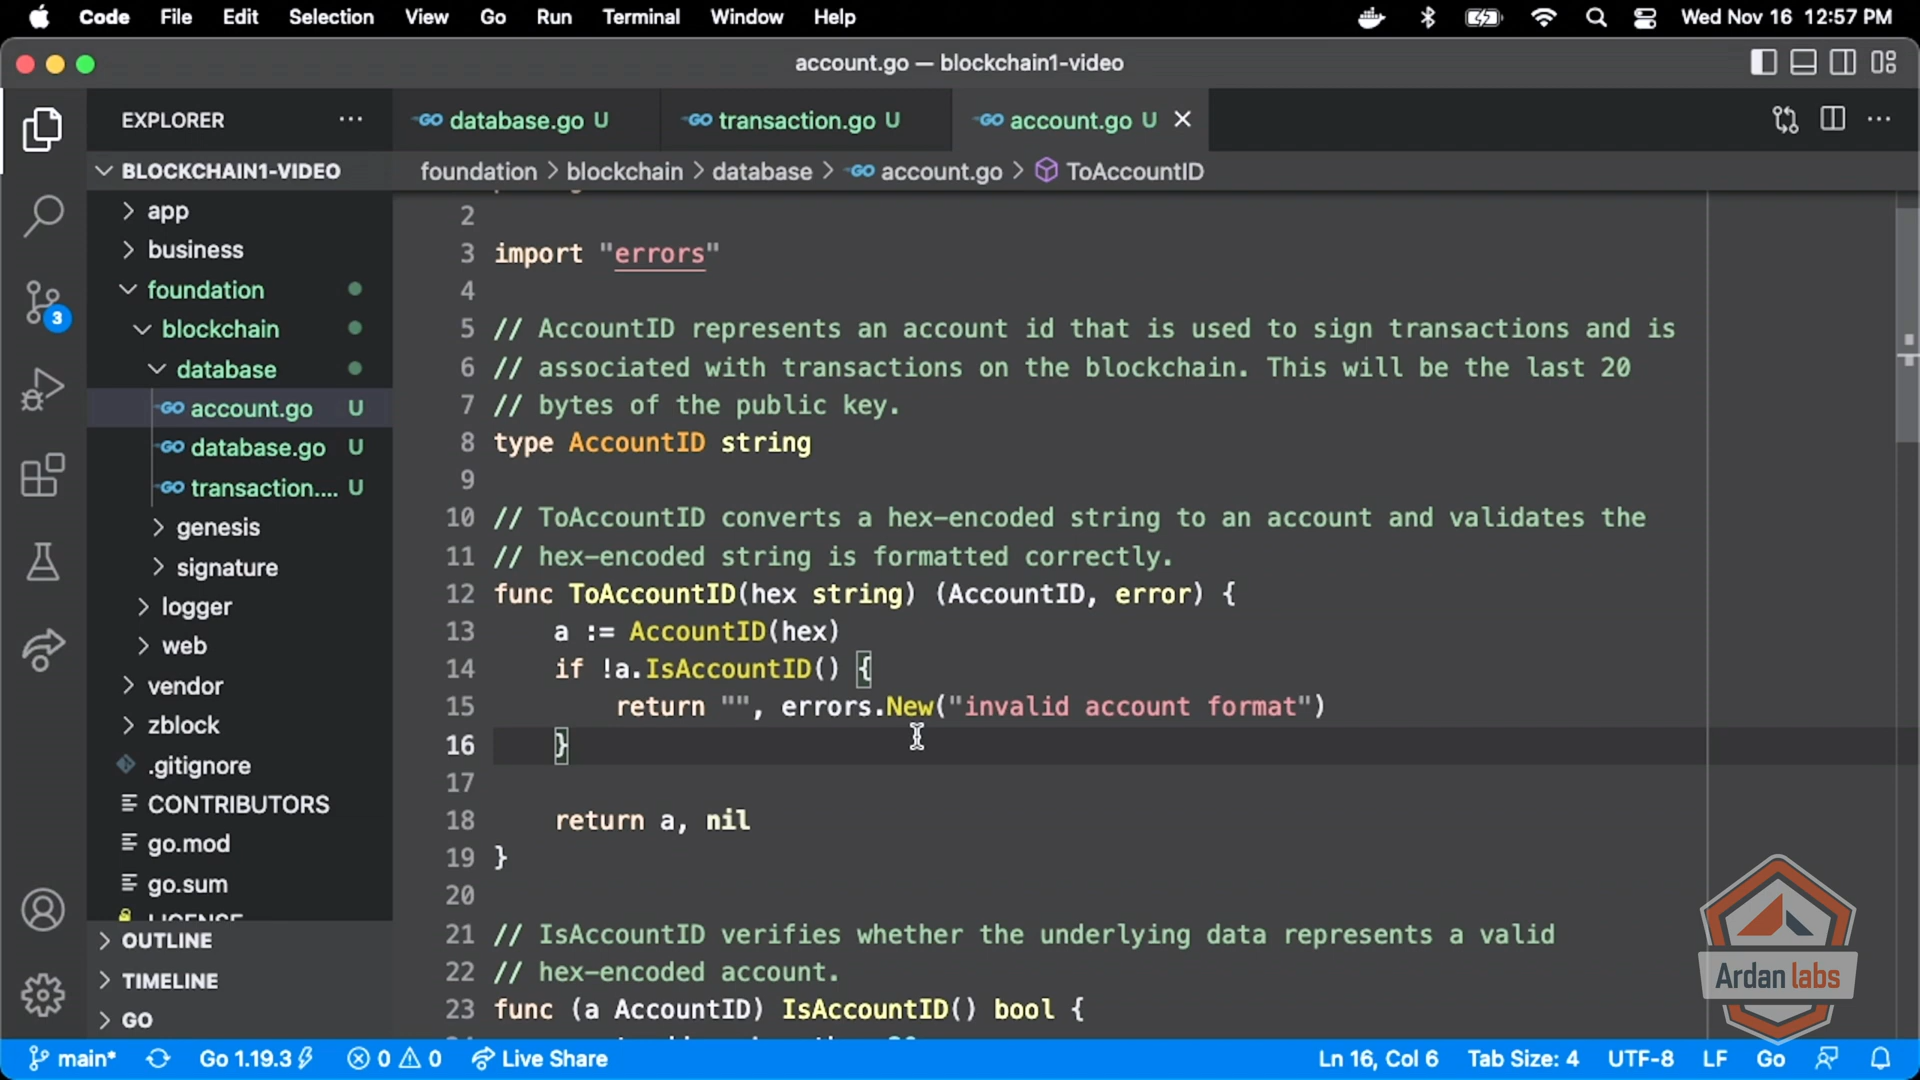 Code File Edit Selection View Go Run Terminal Window Help Wed Nov 16 12:57 PM
account.go — blockchain1-video
EXPLORER ...
database.go U transaction.go U account.go U
foundation > blockchain > database > account.go > ToAccountID
BLOCKCHAIN1-VIDEO
app
business
foundation
blockchain
database
account.go U
database.go U
transaction.... U
genesis
signature
logger
web
vendor
zblock
.gitignore
CONTRIBUTORS
go.mod
go.sum
LICENSE
OUTLINE
TIMELINE
GO
3
2
3 import "errors"
4
5 // AccountID represents an account id that is used to sign transactions and is
6 // associated with transactions on the blockchain. This will be the last 20
7 // bytes of the public key.
8 type AccountID string
9
10 // ToAccountID converts a hex-encoded string to an account and validates the
11 // hex-encoded string is formatted correctly.
12 func ToAccountID(hex string) (AccountID, error) {
13 a := AccountID(hex)
14 if !a.IsAccountID() {
15 return "", errors.New("invalid account format")
16 }
17
18 return a, nil
19 }
20
21 // IsAccountID verifies whether the underlying data represents a valid
22 // hex-encoded account.
23 func (a AccountID) IsAccountID() bool {
Ardan labs
main* Go 1.19.3 0 0 Live Share Ln 16, Col 6 Tab Size: 4 UTF-8 LF Go